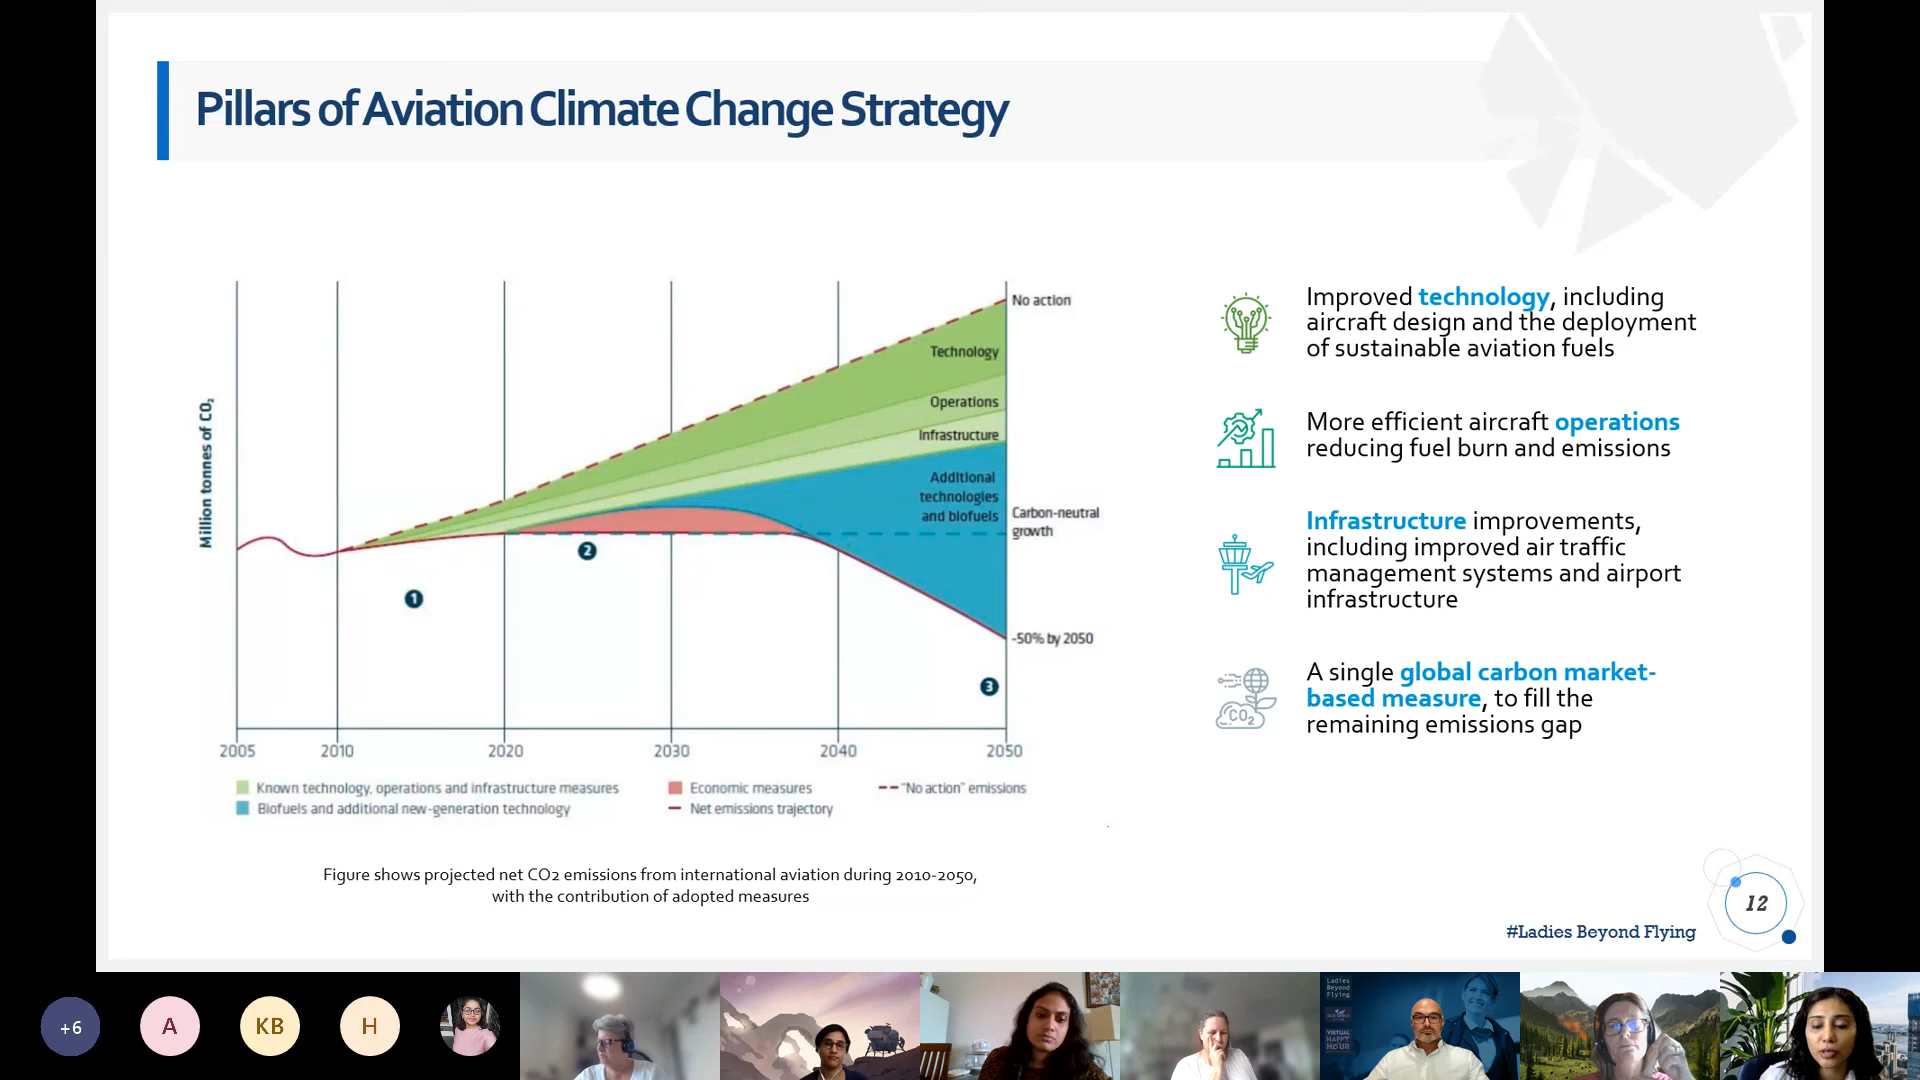 Pillars of Aviation Climate Change Strategy
Million tonnes of CO₂
No action
Technology
Operations
Infrastructure
Additional
technologies
and biofuels
Carbon-neutral
growth
-50% by 2050
1
2
3
2005 2010 2020 2030 2040 2050
Known technology, operations and infrastructure measures
Economic measures
"No action" emissions
Biofuels and additional new-generation technology
Net emissions trajectory
Figure shows projected net CO2 emissions from international aviation during 2010-2050,
with the contribution of adopted measures
Improved technology, including
aircraft design and the deployment
of sustainable aviation fuels
More efficient aircraft operations
reducing fuel burn and emissions
Infrastructure improvements,
including improved air traffic
management systems and airport
infrastructure
CO₂
A single global carbon market-
based measure, to fill the
remaining emissions gap
12
#Ladies Beyond Flying
+6
A
KB
H
Ladies
Beyond
Flying
VIRTUAL
HAPPY
HOUR